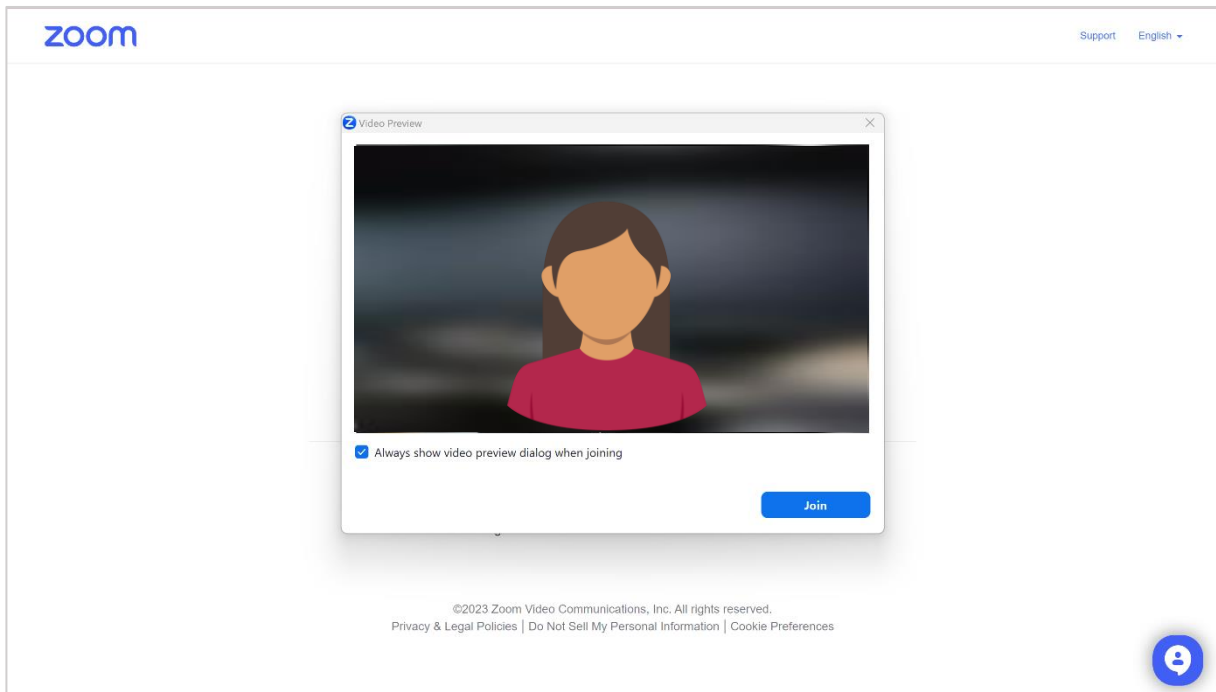 zoom
Support English
Video Preview
Always show video preview dialog when joining
Join
©2023 Zoom Video Communications, Inc. All rights reserved.
Privacy & Legal Policies | Do Not Sell My Personal Information | Cookie Preferences